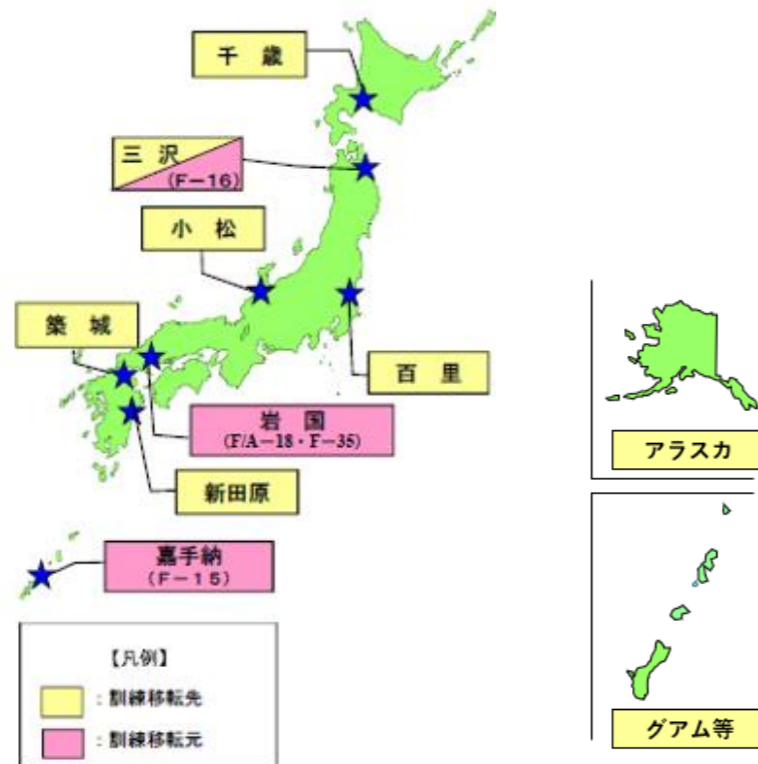 千 歳
三 沢
(F－16)
小 松
築 城
百 里
岩 国
(F/A－18・F－35)
新田原
嘉手納
(F－15)
【凡例】
：訓練移転先
：訓練移転元
アラスカ
グアム等